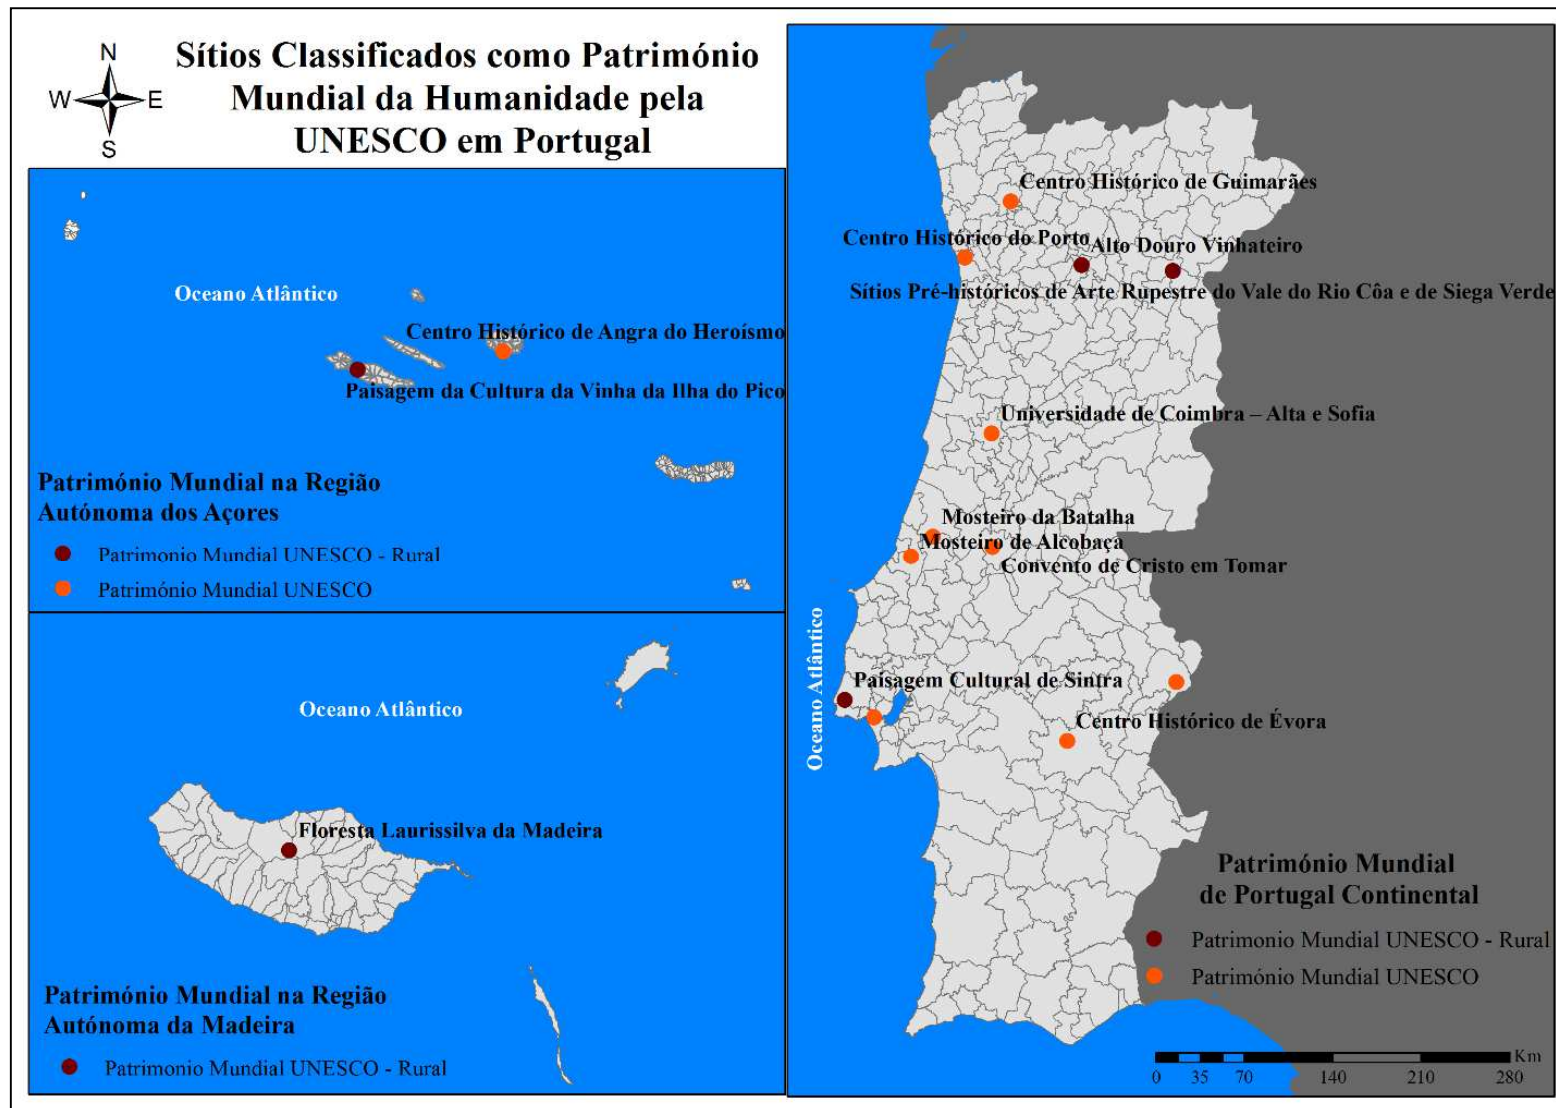 N
W E
S
Sítios Classificados como Património
Mundial da Humanidade pela
UNESCO em Portugal
Oceano Atlântico
Centro Histórico de Angra do Heroísmo
Paisagem da Cultura da Vinha da Ilha do Pico
Património Mundial na Região
Autónoma dos Açores
Patrimonio Mundial UNESCO - Rural
Património Mundial UNESCO
Oceano Atlântico
Floresta Laurissilva da Madeira
Património Mundial na Região
Autónoma da Madeira
Patrimonio Mundial UNESCO - Rural
Centro Histórico de Guimarães
Centro Histórico do Porto
Alto Douro Vinhateiro
Sítios Pré-históricos de Arte Rupestre do Vale do Rio Côa e de Siega Verde
Universidade de Coimbra – Alta e Sofia
Mosteiro da Batalha
Mosteiro de Alcobaça
Convento de Cristo em Tomar
Oceano Atlântico
Paisagem Cultural de Sintra
Centro Histórico de Évora
Património Mundial
de Portugal Continental
Patrimonio Mundial UNESCO - Rural
Património Mundial UNESCO
Km
0 35 70 140 210 280